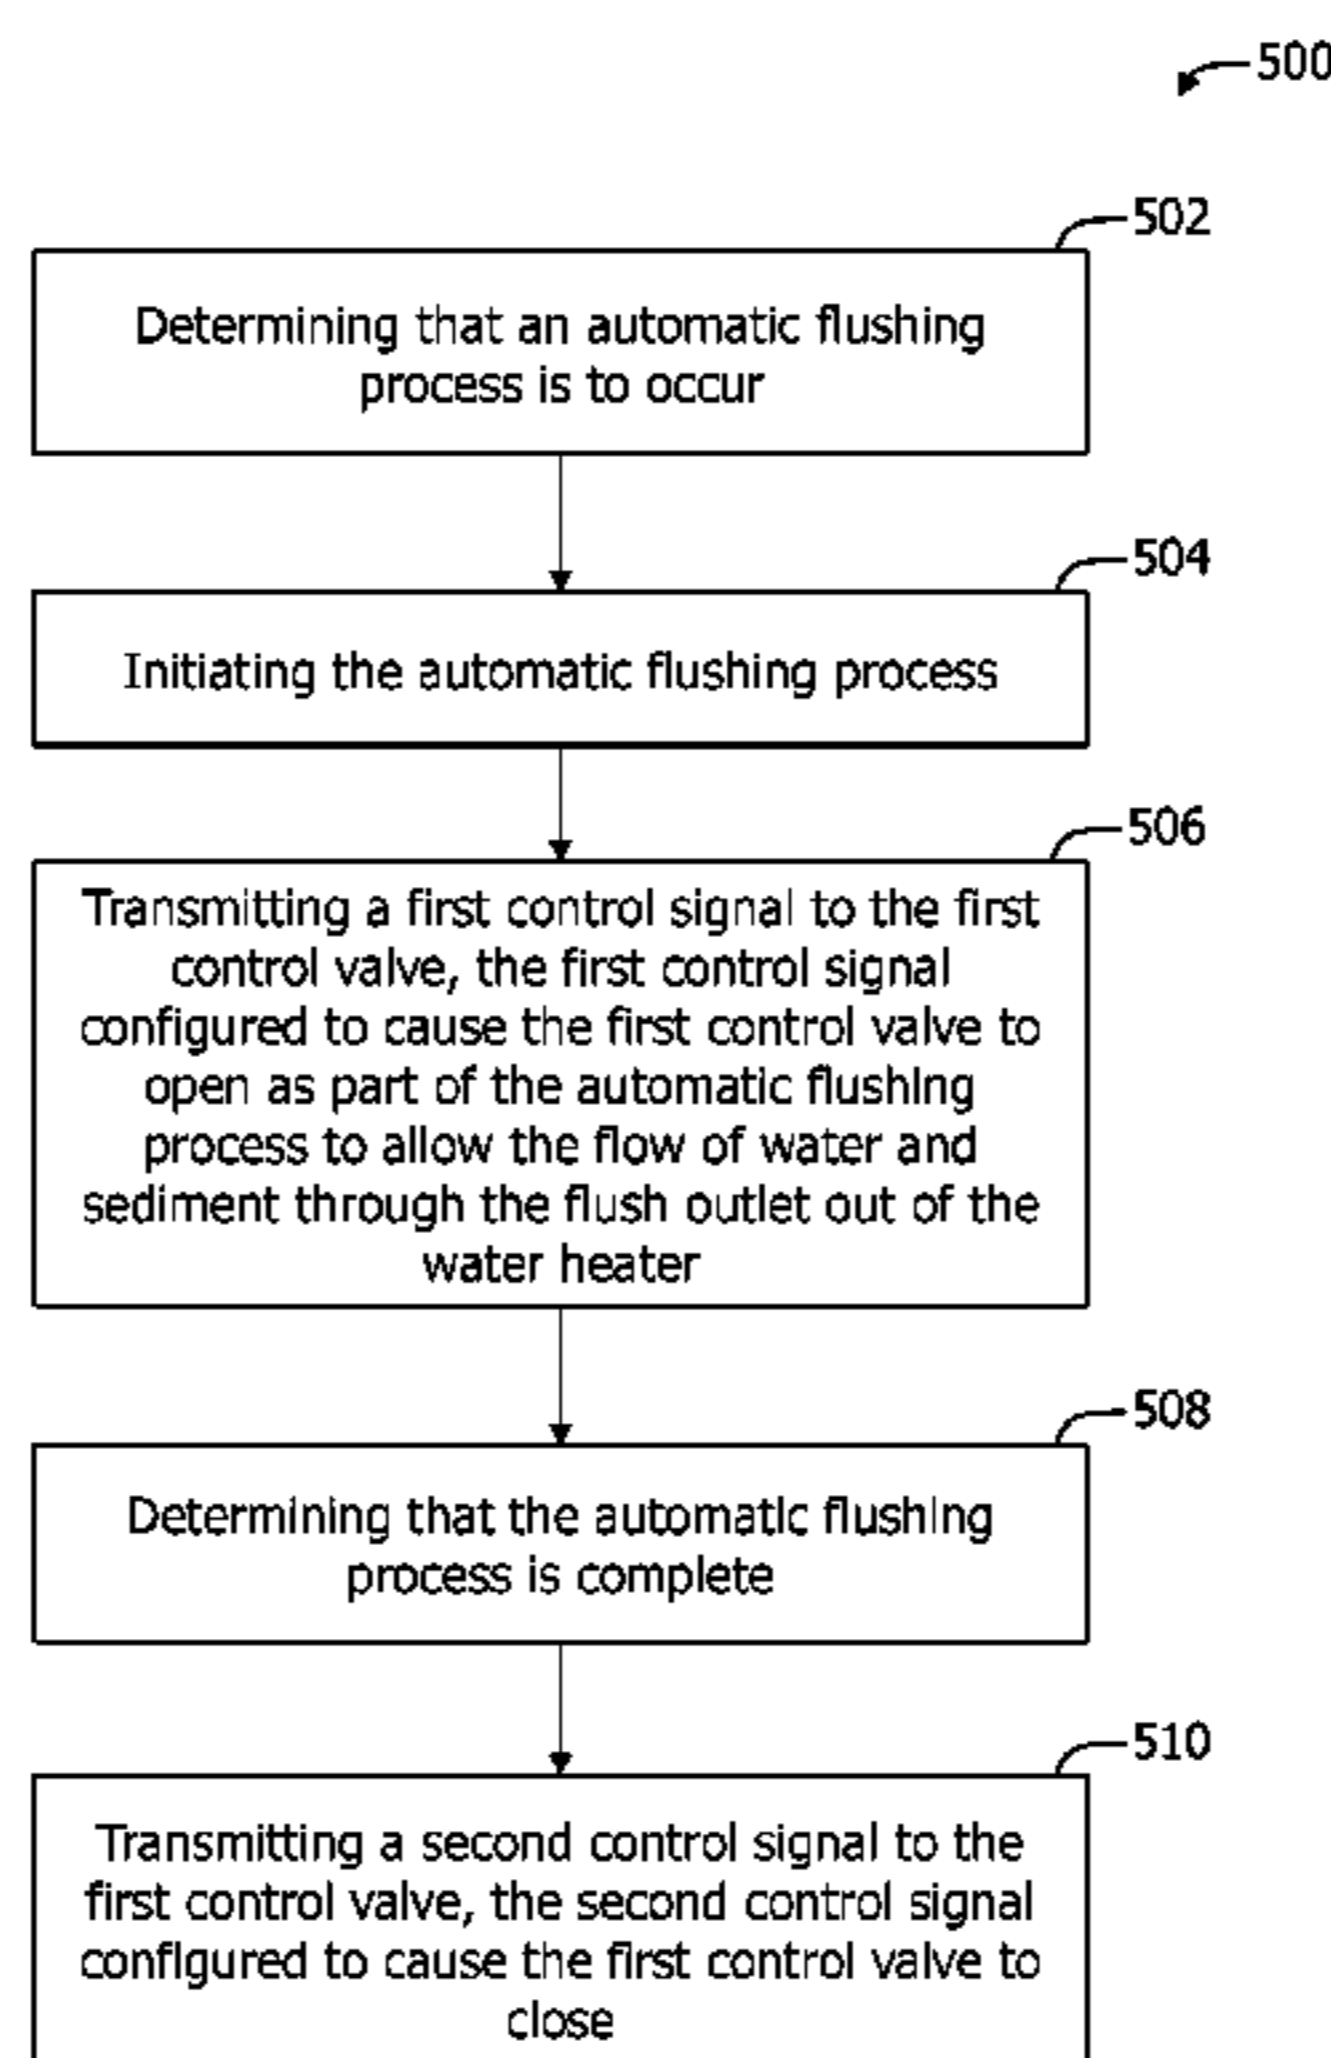 500
502
Determining that an automatic flushing
process is to occur
504
Initiating the automatic flushing process
506
Transmitting a first control signal to the first
control valve, the first control signal
configured to cause the first control valve to
open as part of the automatic flushing
process to allow the flow of water and
sediment through the flush outlet out of the
water heater
508
Determining that the automatic flushing
process is complete
510
Transmitting a second control signal to the
first control valve, the second control signal
configured to cause the first control valve to
close